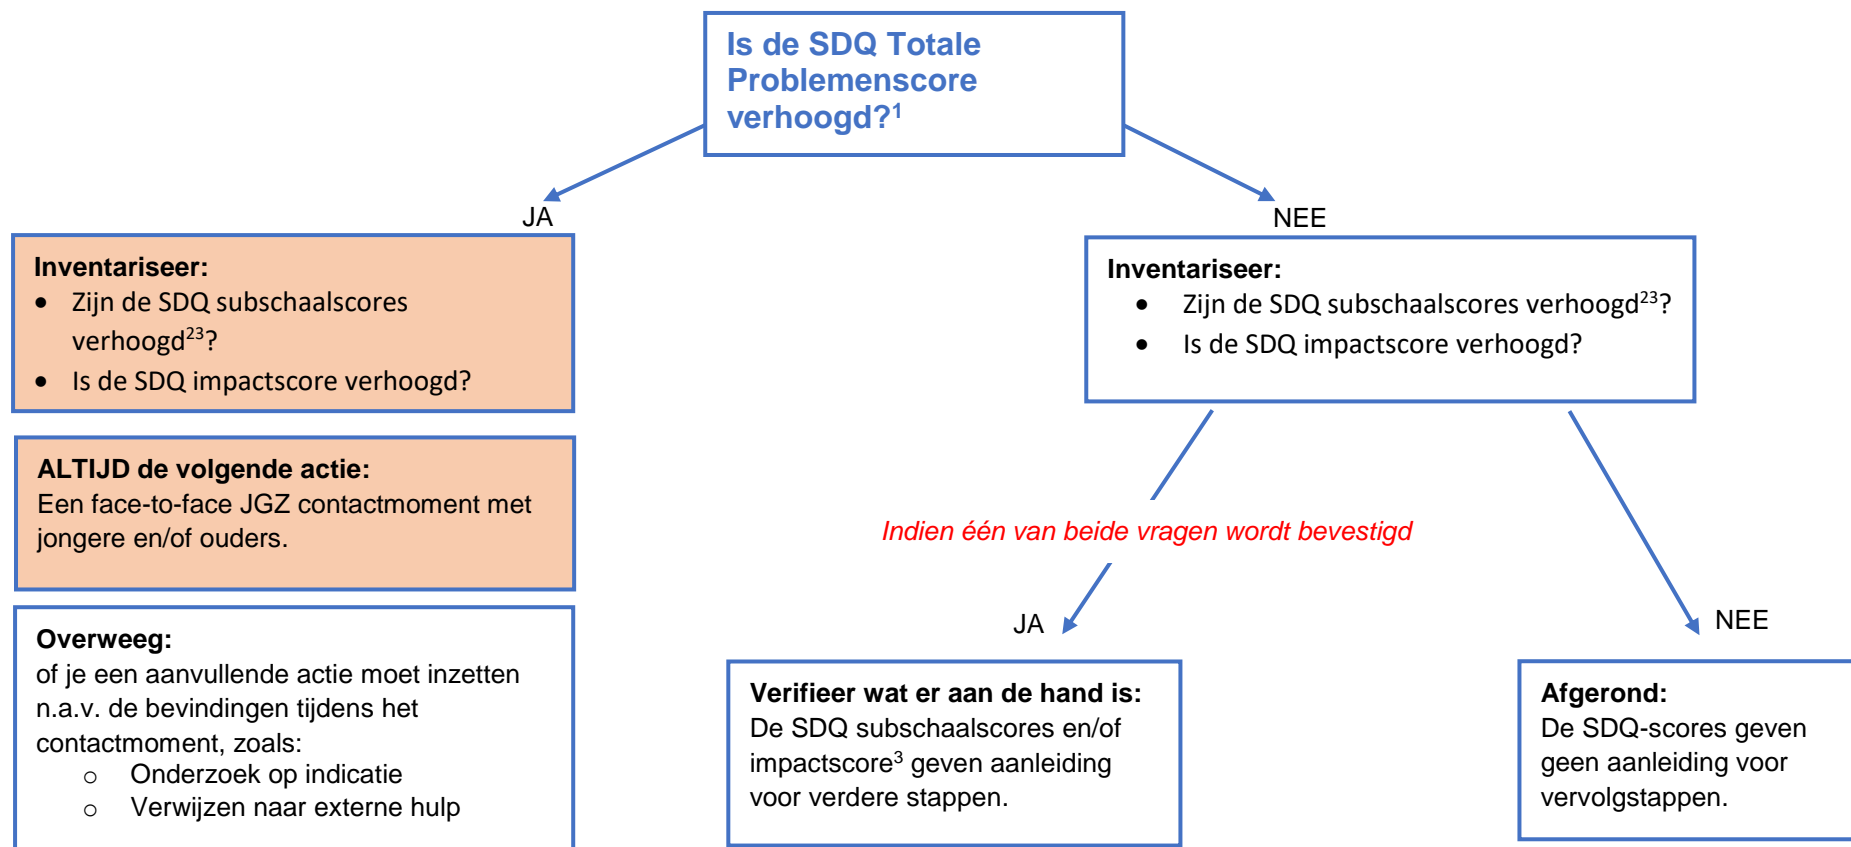 Is de SDQ Totale
Problemenscore
verhoogd?¹
JA
NEE
Inventariseer:
• Zijn de SDQ subschaalscores
verhoogd²³?
• Is de SDQ impactscore verhoogd?
Inventariseer:
• Zijn de SDQ subschaalscores verhoogd²³?
• Is de SDQ impactscore verhoogd?
ALTIJD de volgende actie:
Een face-to-face JGZ contactmoment met
jongere en/of ouders.
Indien één van beide vragen wordt bevestigd
JA
NEE
Overweeg:
of je een aanvullende actie moet inzetten
n.a.v. de bevindingen tijdens het
contactmoment, zoals:
o Onderzoek op indicatie
o Verwijzen naar externe hulp
Verifieer wat er aan de hand is:
De SDQ subschaalscores en/of
impactscore³ geven aanleiding
voor verdere stappen.
Afgerond:
De SDQ-scores geven
geen aanleiding voor
vervolgstappen.